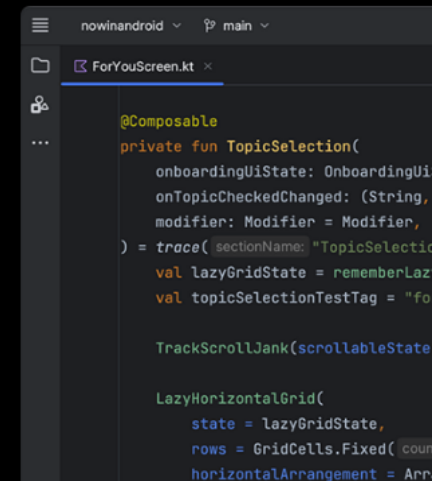 nowinandroid main
ForYouScreen.kt
@Composable
private fun TopicSelection(
onboardingUiState: OnboardingUi
onTopicCheckedChanged: (String,
modifier: Modifier = Modifier,
) = trace( sectionName: "TopicSelectio
val lazyGridState = rememberLaz
val topicSelectionTestTag = "fo
TrackScrollJank(scrollableState
LazyHorizontalGrid(
state = lazyGridState,
rows = GridCells.Fixed( coun
horizontalArrangement = Arr